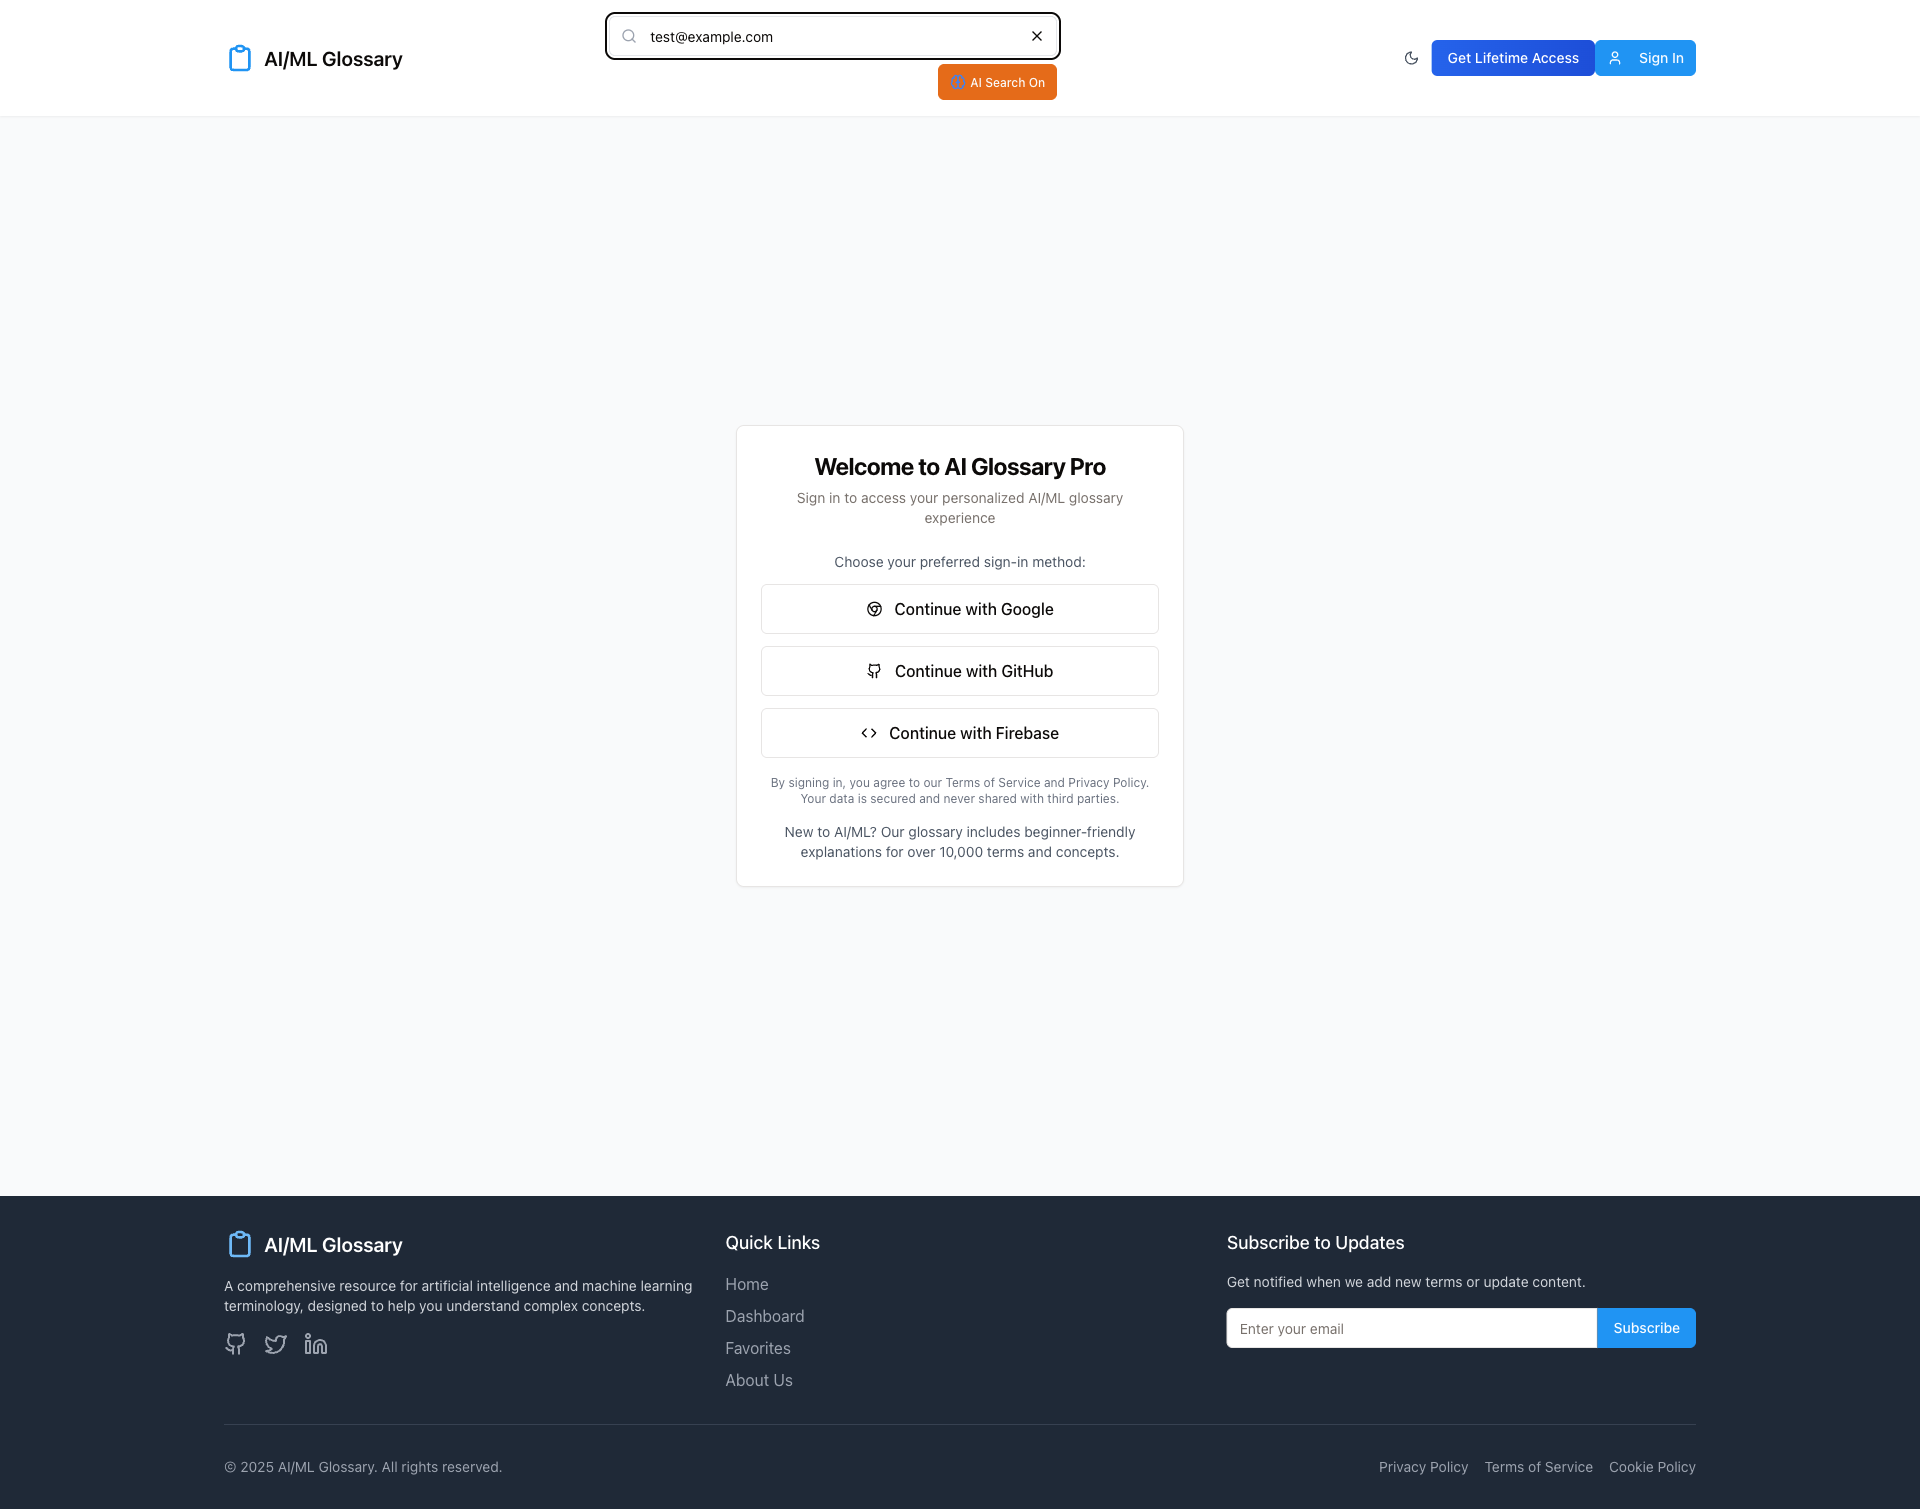 AI/ML Glossary
test@example.com
AI Search On
Get Lifetime Access
Sign In
Welcome to AI Glossary Pro
Sign in to access your personalized AI/ML glossary
experience
Choose your preferred sign-in method:
Continue with Google
Continue with GitHub
Continue with Firebase
By signing in, you agree to our Terms of Service and Privacy Policy.
Your data is secured and never shared with third parties.
New to AI/ML? Our glossary includes beginner-friendly
explanations for over 10,000 terms and concepts.
AI/ML Glossary
A comprehensive resource for artificial intelligence and machine learning
terminology, designed to help you understand complex concepts.
Quick Links
Home
Dashboard
Favorites
About Us
Subscribe to Updates
Get notified when we add new terms or update content.
Enter your email
Subscribe
© 2025 AI/ML Glossary. All rights reserved.
Privacy Policy
Terms of Service
Cookie Policy